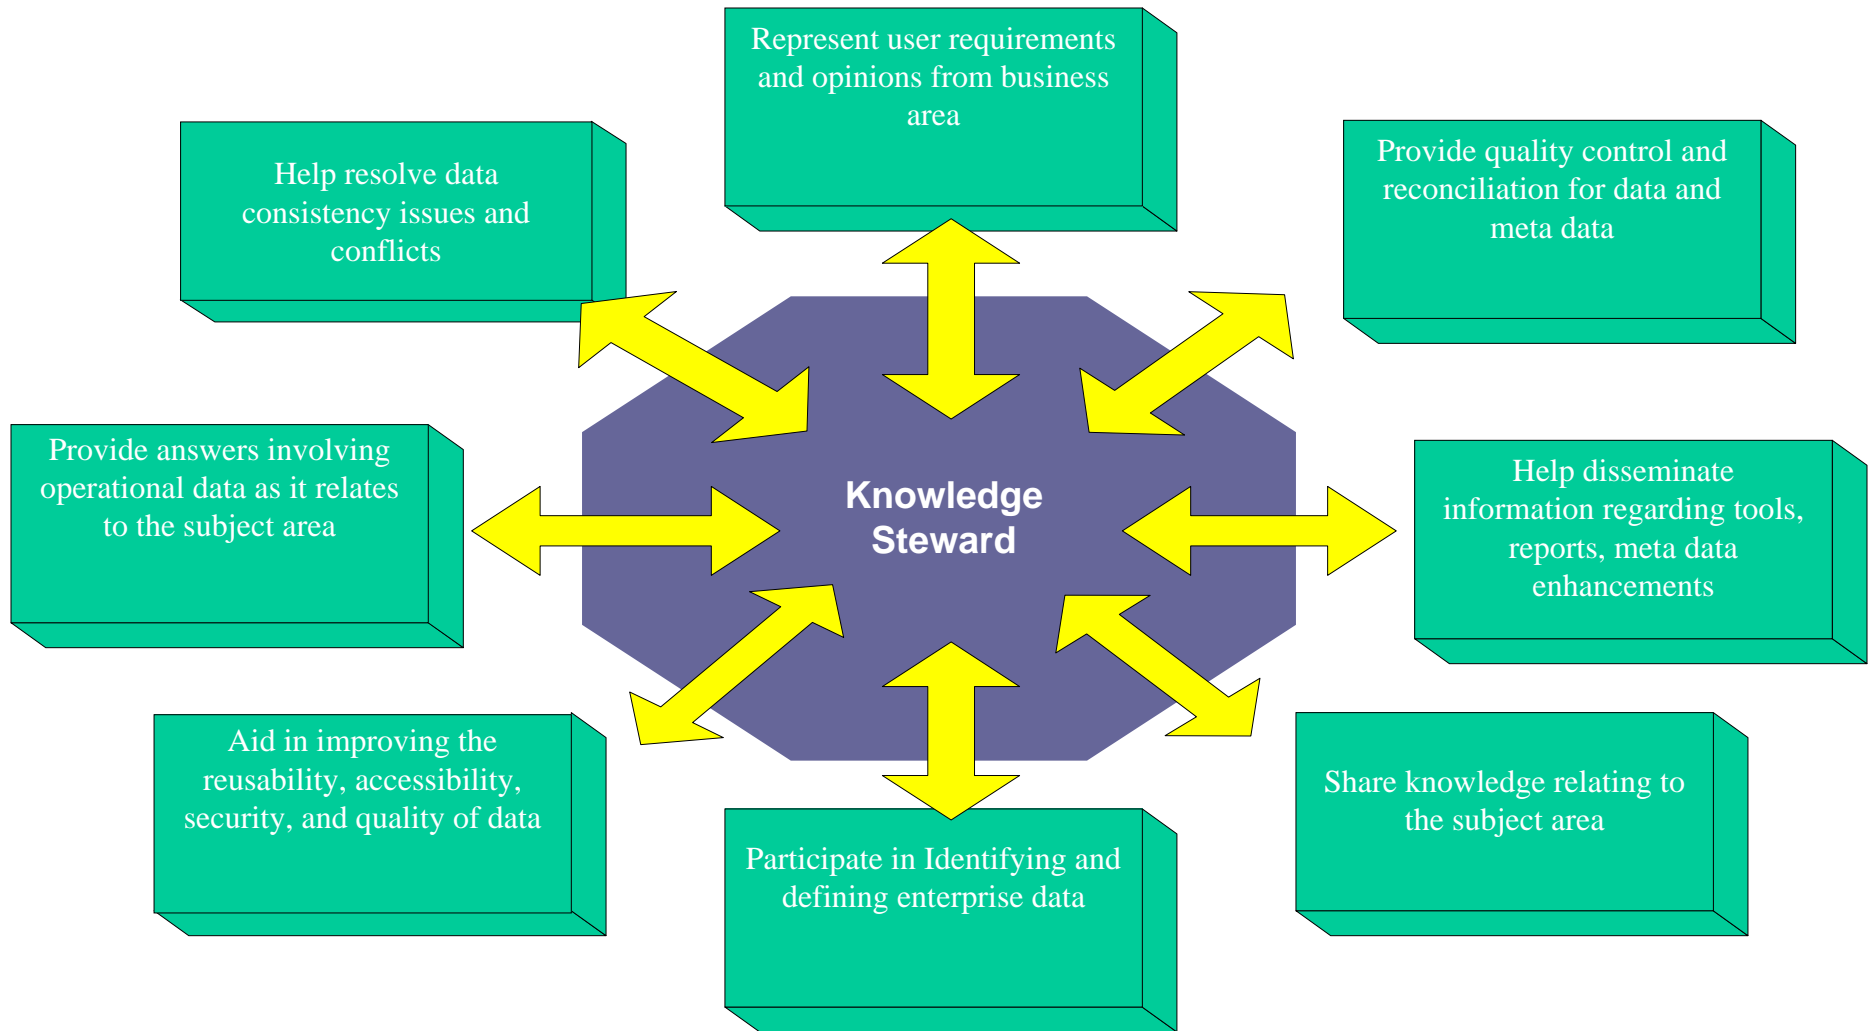 Represent user requirements
and opinions from business
area
Help resolve data
consistency issues and
conflicts
Provide quality control and
reconciliation for data and
meta data
Provide answers involving
operational data as it relates
to the subject area
Knowledge
Steward
Help disseminate
information regarding tools,
reports, meta data
enhancements
Aid in improving the
reusability, accessibility,
security, and quality of data
Participate in Identifying and
defining enterprise data
Share knowledge relating to
the subject area